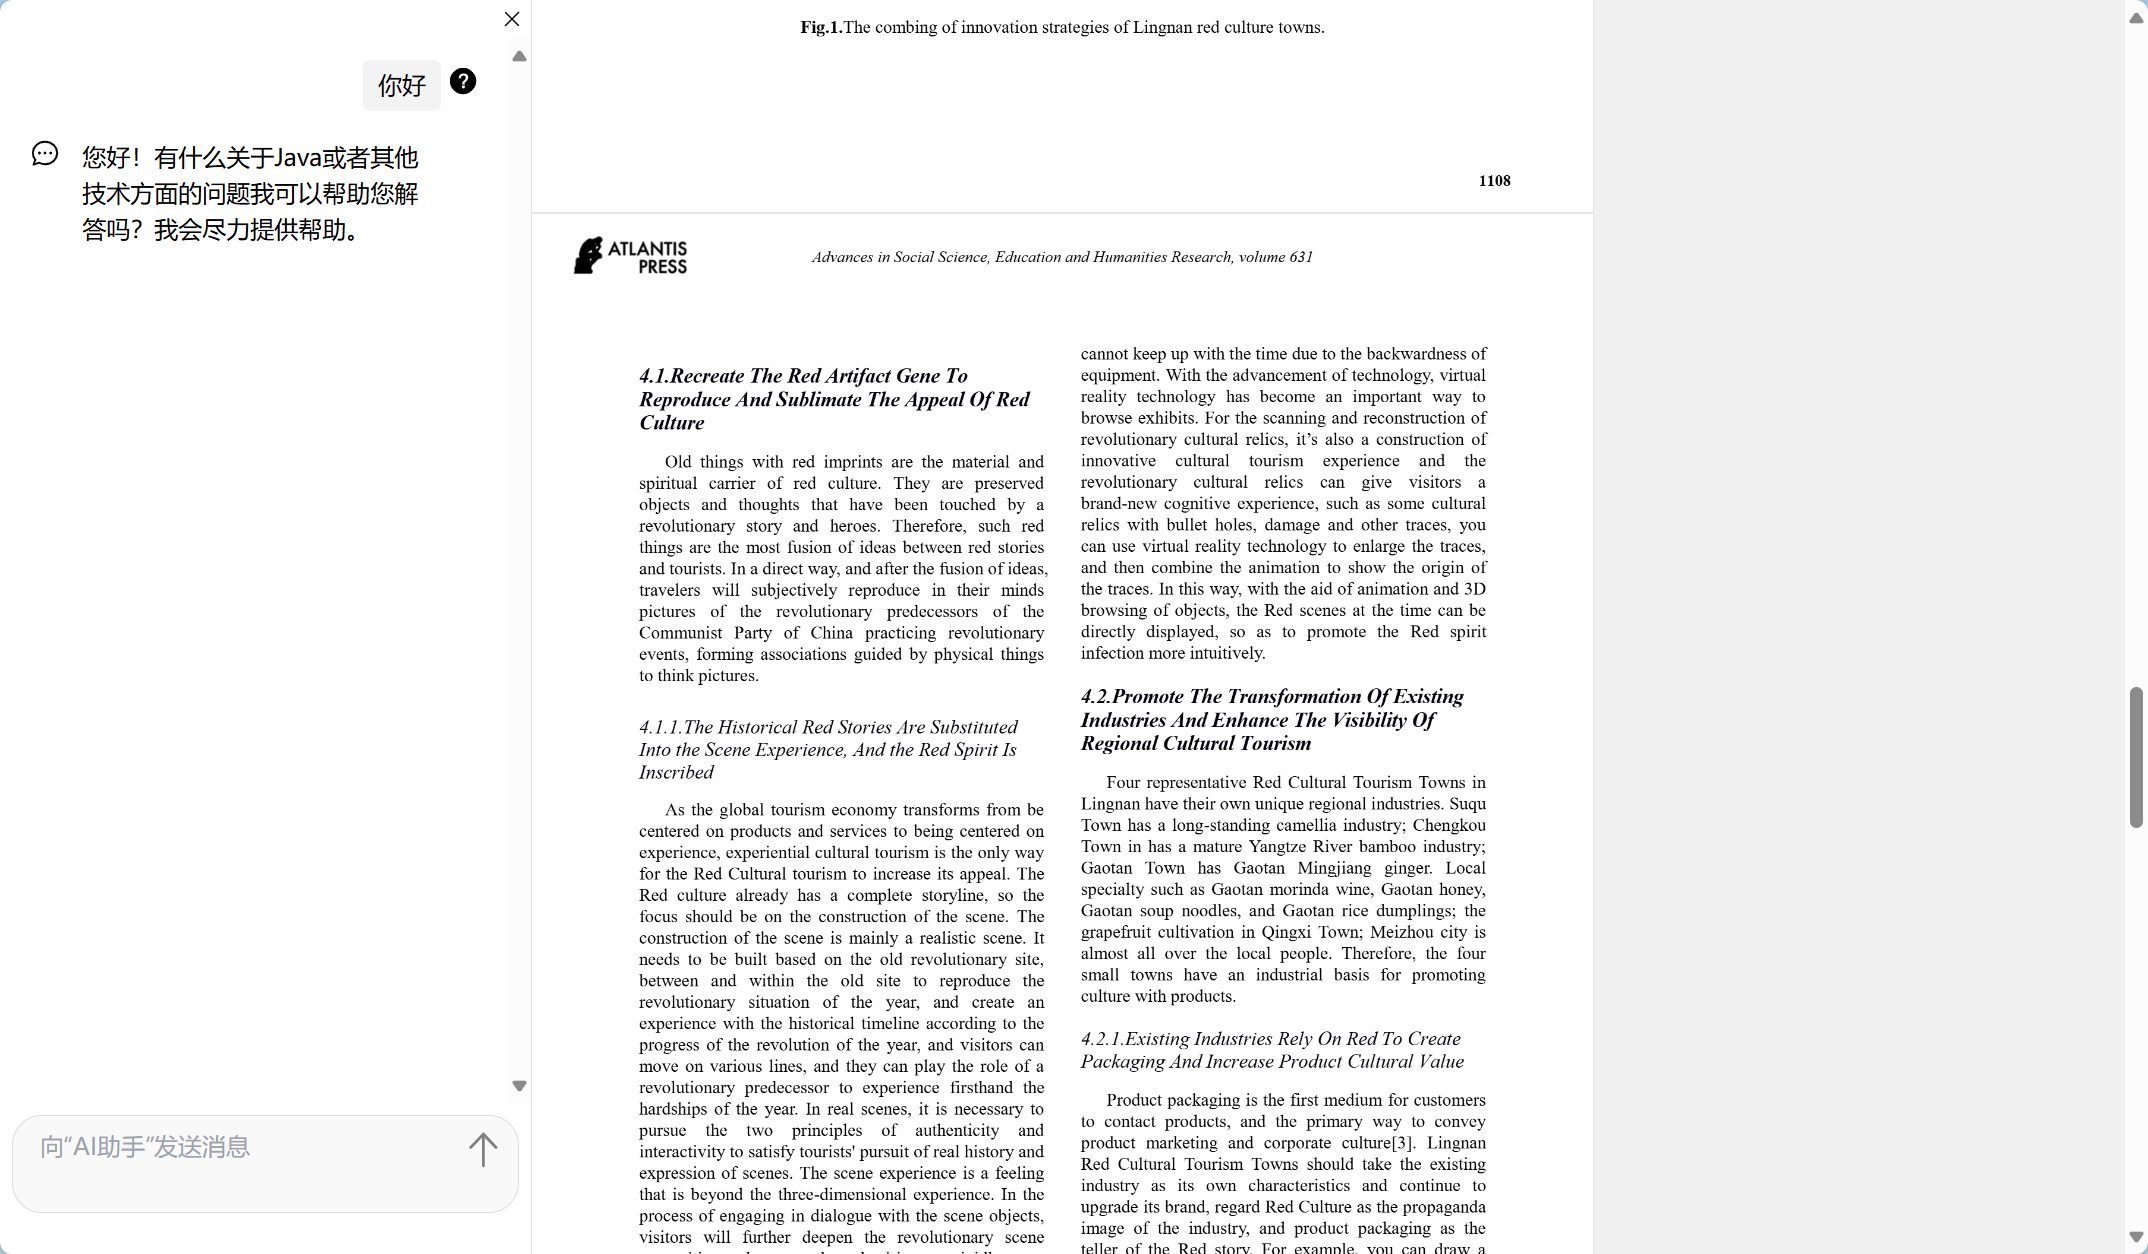 你好
?
您好！有什么关于Java或者其他
技术方面的问题我可以帮助您解
答吗？我会尽力提供帮助。
向“AI助手”发送消息
Fig.1.The combing of innovation strategies of Lingnan red culture towns.
1108
ATLANTIS
PRESS
Advances in Social Science, Education and Humanities Research, volume 631
4.1.Recreate The Red Artifact Gene To
Reproduce And Sublimate The Appeal Of Red
Culture
Old things with red imprints are the material and
spiritual carrier of red culture. They are preserved
objects and thoughts that have been touched by a
revolutionary story and heroes. Therefore, such red
things are the most fusion of ideas between red stories
and tourists. In a direct way, and after the fusion of ideas,
travelers will subjectively reproduce in their minds
pictures of the revolutionary predecessors of the
Communist Party of China practicing revolutionary
events, forming associations guided by physical things
to think pictures.
4.1.1.The Historical Red Stories Are Substituted
Into the Scene Experience, And the Red Spirit Is
Inscribed
As the global tourism economy transforms from be
centered on products and services to being centered on
experience, experiential cultural tourism is the only way
for the Red Cultural tourism to increase its appeal. The
Red culture already has a complete storyline, so the
focus should be on the construction of the scene. The
construction of the scene is mainly a realistic scene. It
needs to be built based on the old revolutionary site,
between and within the old site to reproduce the
revolutionary situation of the year, and create an
experience with the historical timeline according to the
progress of the revolution of the year, and visitors can
move on various lines, and they can play the role of a
revolutionary predecessor to experience firsthand the
hardships of the year. In real scenes, it is necessary to
pursue the two principles of authenticity and
interactivity to satisfy tourists' pursuit of real history and
expression of scenes. The scene experience is a feeling
that is beyond the three-dimensional experience. In the
process of engaging in dialogue with the scene objects,
visitors will further deepen the revolutionary scene
cannot keep up with the time due to the backwardness of
equipment. With the advancement of technology, virtual
reality technology has become an important way to
browse exhibits. For the scanning and reconstruction of
revolutionary cultural relics, it’s also a construction of
innovative cultural tourism experience and the
revolutionary cultural relics can give visitors a
brand-new cognitive experience, such as some cultural
relics with bullet holes, damage and other traces, you
can use virtual reality technology to enlarge the traces,
and then combine the animation to show the origin of
the traces. In this way, with the aid of animation and 3D
browsing of objects, the Red scenes at the time can be
directly displayed, so as to promote the Red spirit
infection more intuitively.
4.2.Promote The Transformation Of Existing
Industries And Enhance The Visibility Of
Regional Cultural Tourism
Four representative Red Cultural Tourism Towns in
Lingnan have their own unique regional industries. Suqu
Town has a long-standing camellia industry; Chengkou
Town in has a mature Yangtze River bamboo industry;
Gaotan Town has Gaotan Mingjiang ginger. Local
specialty such as Gaotan morinda wine, Gaotan honey,
Gaotan soup noodles, and Gaotan rice dumplings; the
grapefruit cultivation in Qingxi Town; Meizhou city is
almost all over the local people. Therefore, the four
small towns have an industrial basis for promoting
culture with products.
4.2.1.Existing Industries Rely On Red To Create
Packaging And Increase Product Cultural Value
Product packaging is the first medium for customers
to contact products, and the primary way to convey
product marketing and corporate culture[3]. Lingnan
Red Cultural Tourism Towns should take the existing
industry as its own characteristics and continue to
upgrade its brand, regard Red Culture as the propaganda
image of the industry, and product packaging as the
teller of the Red story. For example, you can draw a